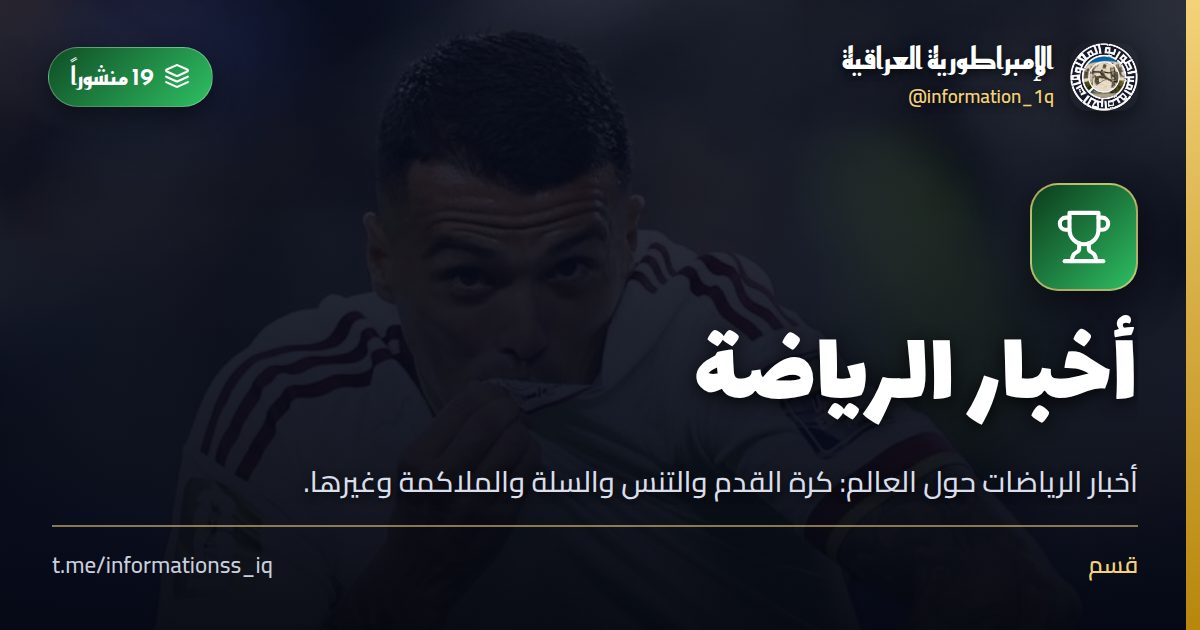 الإمبراطورية العراقية
@information_1q
19 منشوراً
أخبار الرياضة
أخبار الرياضات حول العالم: كرة القدم والتنس والسلة والملاكمة وغيرها.
قسم
t.me/informationss_iq